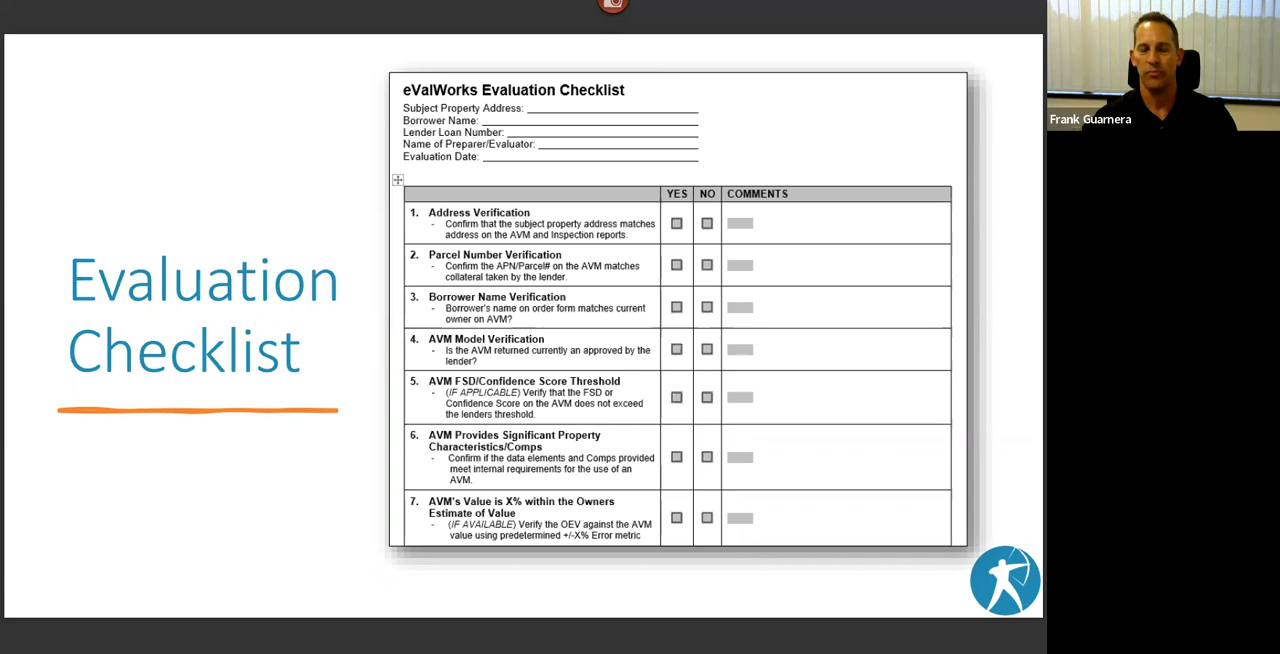 Evaluation
Checklist
eValWorks Evaluation Checklist
Subject Property Address:
Borrower Name:
Lender Loan Number:
Name of Preparer/Evaluator:
Evaluation Date:
YES NO COMMENTS
1. Address Verification
- Confirm that the subject property address matches
address on the AVM and Inspection reports.
2. Parcel Number Verification
- Confirm the APN/Parcel# on the AVM matches
collateral taken by the lender.
3. Borrower Name Verification
- Borrower's name on order form matches current
owner on AVM?
4. AVM Model Verification
- Is the AVM returned currently an approved by the
lender?
5. AVM FSD/Confidence Score Threshold
- (IF APPLICABLE) Verify that the FSD or
Confidence Score on the AVM does not exceed
the lenders threshold.
6. AVM Provides Significant Property
Characteristics/Comps
- Confirm if the data elements and Comps provided
meet internal requirements for the use of an
AVM.
7. AVM's Value is X% within the Owners
Estimate of Value
- (IF AVAILABLE) Verify the OEV against the AVM
value using predetermined +/-X% Error metric
Frank Guarnera